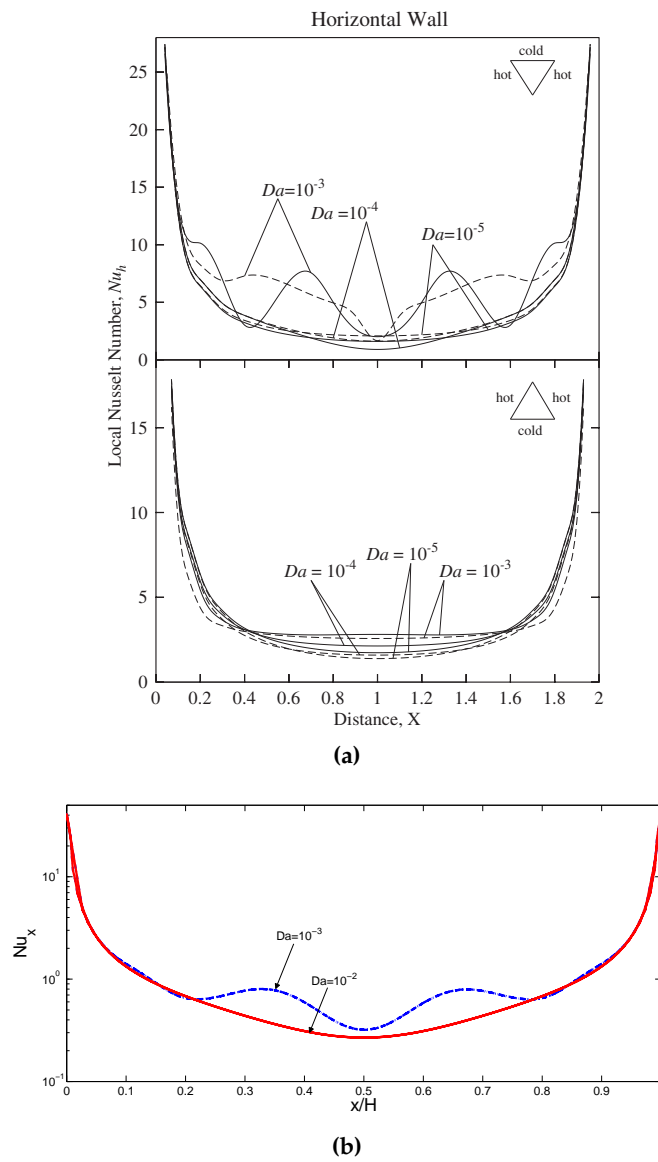 Horizontal Wall
cold
hot hot
Da=10⁻³
Da =10⁻⁴
Da=10⁻⁵
25
20
15
10
5
0
Local Nusselt Number, Nuₕ
hot hot
cold
Da = 10⁻⁴
Da = 10⁻⁵
Da = 10⁻³
15
10
5
0
0 0.2 0.4 0.6 0.8 1 1.2 1.4 1.6 1.8 2
Distance, X
(a)
10¹
10⁰
10⁻¹
Nuₓ
Da=10⁻³
Da=10⁻²
0 0.1 0.2 0.3 0.4 0.5 0.6 0.7 0.8 0.9
x/H
(b)